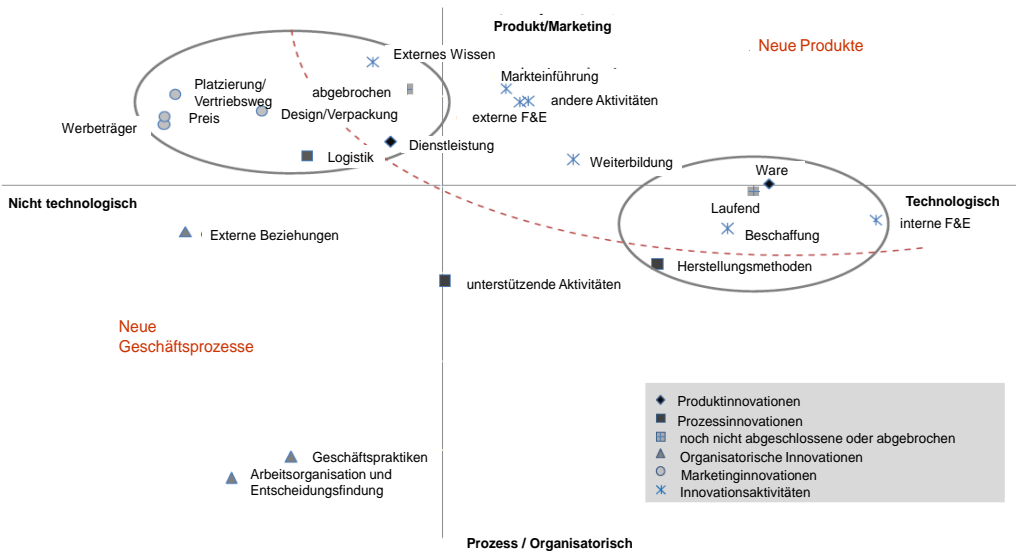 Produkt/Marketing
Neue Produkte
Externes Wissen
Platzierung/
Vertriebsweg
abgebrochen
Markteinführung
andere Aktivitäten
Preis
Design/Verpackung
externe F&E
Werbeträger
Dienstleistung
Logistik
Weiterbildung
Ware
Nicht technologisch
Technologisch
Laufend
interne F&E
Externe Beziehungen
Beschaffung
Herstellungsmethoden
unterstützende Aktivitäten
Neue
Geschäftsprozesse
Produktinnovationen
Prozessinnovationen
noch nicht abgeschlossene oder abgebrochen
Organisatorische Innovationen
Marketinginnovationen
Innovationsaktivitäten
Geschäftspraktiken
Arbeitsorganisation und
Entscheidungsfindung
Prozess / Organisatorisch